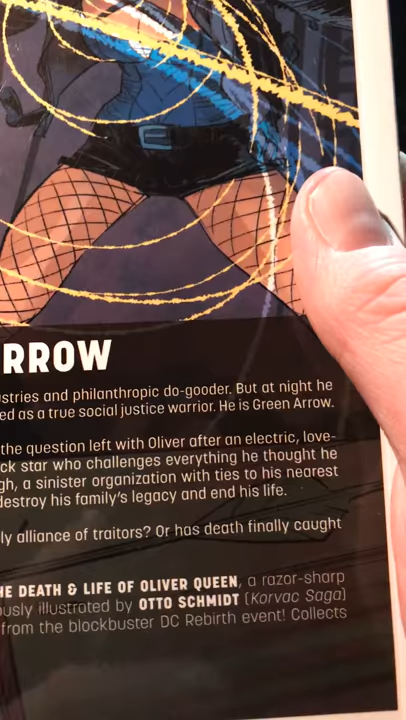 RROW
stries and philanthropic do-gooder. But at night he
ed as a true social justice warrior. He is Green Arrow.
the question left with Oliver after an electric, love-
ck star who challenges everything he thought he
gh, a sinister organization with ties to his nearest
destroy his family's legacy and end his life.
ly alliance of traitors? Or has death finally caught
HE DEATH & LIFE OF OLIVER QUEEN, a razor-sharp
ously illustrated by OTTO SCHMIDT (Korvac Saga)
from the blockbuster DC Rebirth event! Collects